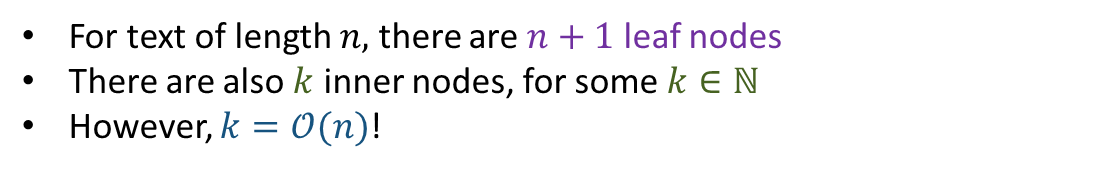 • For text of length 𝑛, there are 𝑛 + 1 leaf nodes
• There are also 𝑘 inner nodes, for some 𝑘 ∈ ℕ
• However, 𝑘 = 𝒪(𝑛)!